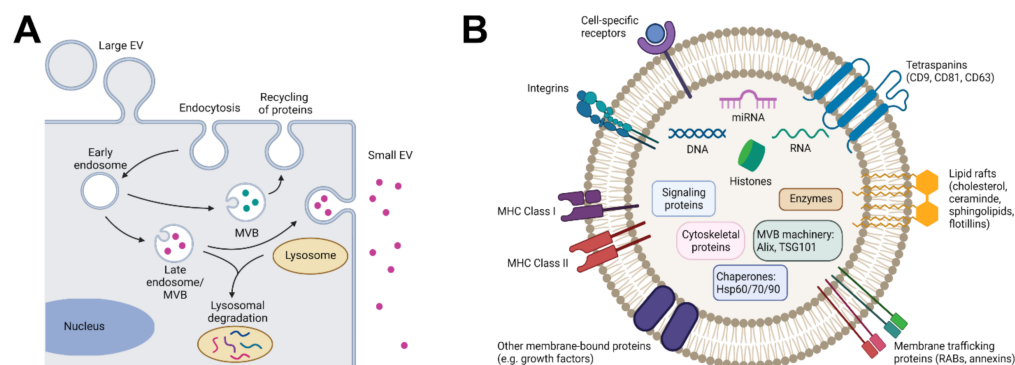 A
Large EV
Endocytosis
Recycling
of proteins
Small EV
Early
endosome
MVB
Late
endosome/
MVB
Lysosome
Lysosomal
degradation
Nucleus
B
Cell-specific
receptors
Tetraspanins
(CD9, CD81, CD63)
Integrins
miRNA
DNA
RNA
Histones
Lipid rafts
(cholesterol,
ceramide,
sphingolipids,
flotillins)
Signaling
proteins
Enzymes
MHC Class I
Cytoskeletal
proteins
MVB machinery:
Alix, TSG101
MHC Class II
Chaperones:
Hsp60/70/90
Other membrane-bound proteins
(e.g. growth factors)
Membrane trafficking
proteins (RABs, annexins)